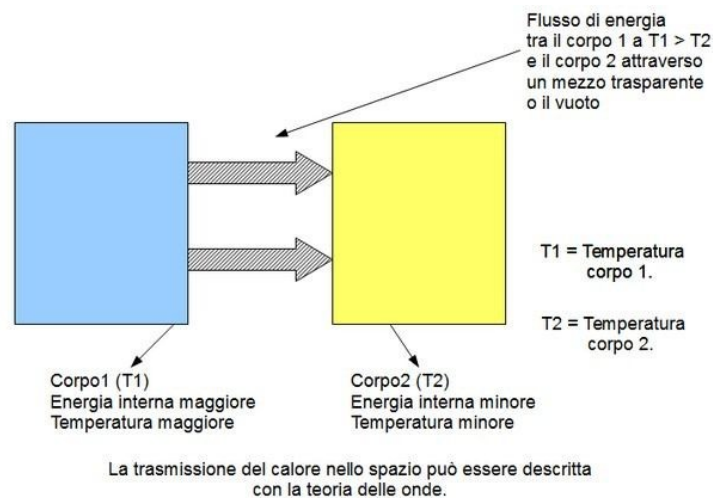 Flusso di energia
tra il corpo 1 a T1 > T2
e il corpo 2 attraverso
un mezzo trasparente
o il vuoto
T1 = Temperatura
corpo 1.
T2 = Temperatura
corpo 2.
Corpo1 (T1)
Energia interna maggiore
Temperatura maggiore
Corpo2 (T2)
Energia interna minore
Temperatura minore
La trasmissione del calore nello spazio può essere descritta
con la teoria delle onde.